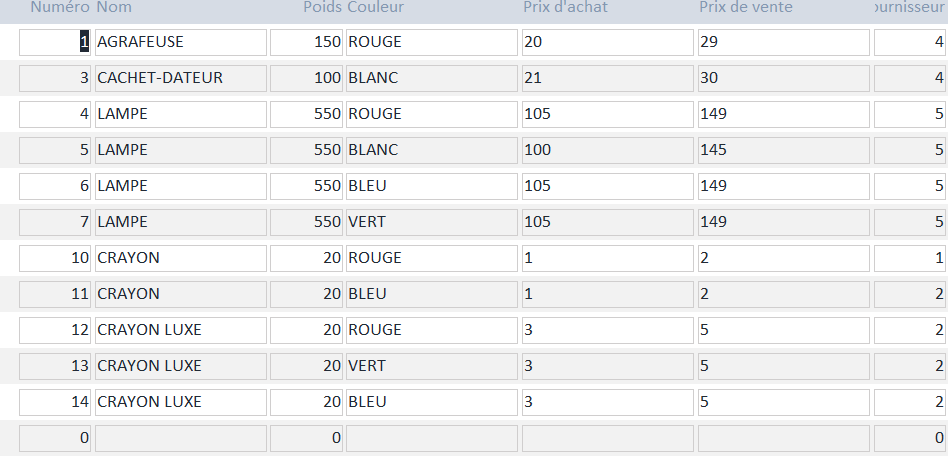 Numéro Nom Poids Couleur Prix d'achat Prix de vente ournisseur
1 AGRAFEUSE 150 ROUGE 20 29 4
3 CACHET-DATEUR 100 BLANC 21 30 4
4 LAMPE 550 ROUGE 105 149 5
5 LAMPE 550 BLANC 100 145 5
6 LAMPE 550 BLEU 105 149 5
7 LAMPE 550 VERT 105 149 5
10 CRAYON 20 ROUGE 1 2 1
11 CRAYON 20 BLEU 1 2 2
12 CRAYON LUXE 20 ROUGE 3 5 2
13 CRAYON LUXE 20 VERT 3 5 2
14 CRAYON LUXE 20 BLEU 3 5 2
0 0 0